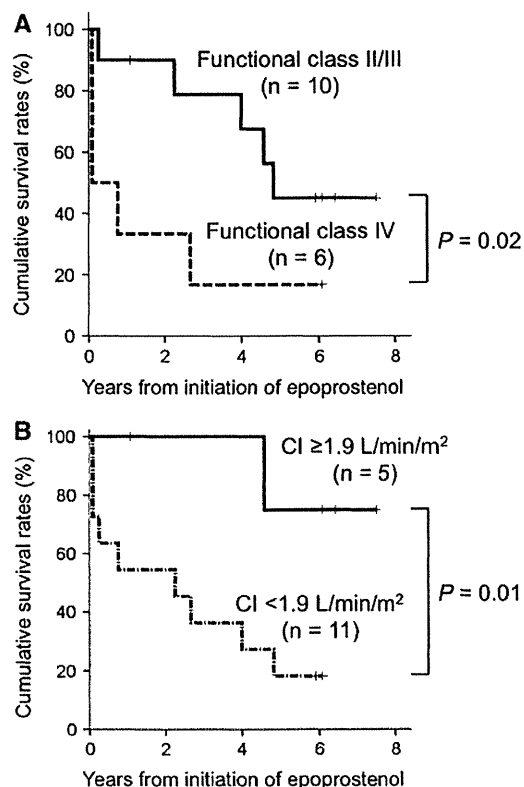 A
Cumulative survival rates (%)
100
80
60
40
20
0
Functional class II/III
(n = 10)
Functional class IV
(n = 6)
P = 0.02
0 2 4 6 8
Years from initiation of epoprostenol
B
Cumulative survival rates (%)
100
80
60
40
20
0
CI ≥1.9 L/min/m²
(n = 5)
CI <1.9 L/min/m²
(n = 11)
P = 0.01
0 2 4 6 8
Years from initiation of epoprostenol